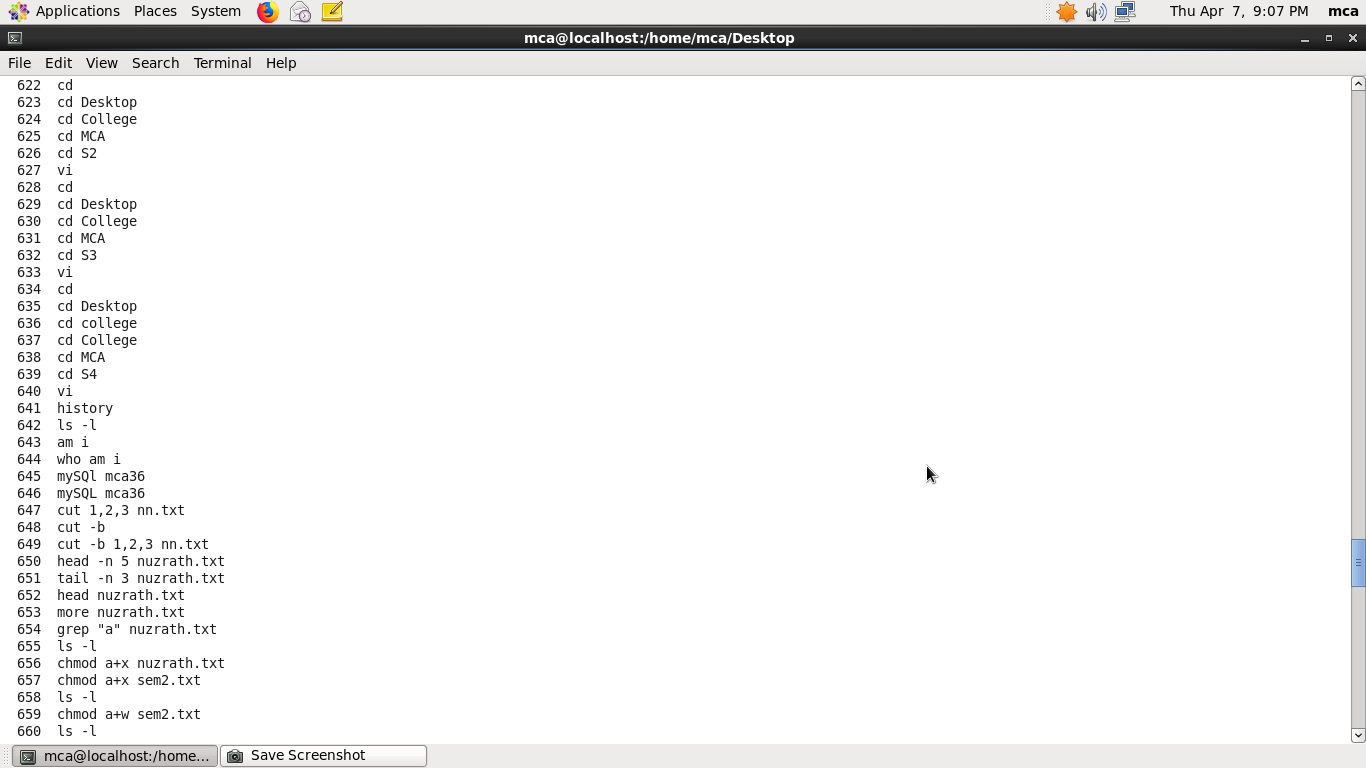 Applications Places System Thu Apr 7, 9:07 PM mca
mca@localhost:/home/mca/Desktop
File Edit View Search Terminal Help
622 cd
623 cd Desktop
624 cd College
625 cd MCA
626 cd S2
627 vi
628 cd
629 cd Desktop
630 cd College
631 cd MCA
632 cd S3
633 vi
634 cd
635 cd Desktop
636 cd college
637 cd College
638 cd MCA
639 cd S4
640 vi
641 history
642 ls -l
643 am i
644 who am i
645 mySQl mca36
646 mySQL mca36
647 cut 1,2,3 nn.txt
648 cut -b
649 cut -b 1,2,3 nn.txt
650 head -n 5 nuzrath.txt
651 tail -n 3 nuzrath.txt
652 head nuzrath.txt
653 more nuzrath.txt
654 grep "a" nuzrath.txt
655 ls -l
656 chmod a+x nuzrath.txt
657 chmod a+x sem2.txt
658 ls -l
659 chmod a+w sem2.txt
660 ls -l
mca@localhost:/home... Save Screenshot